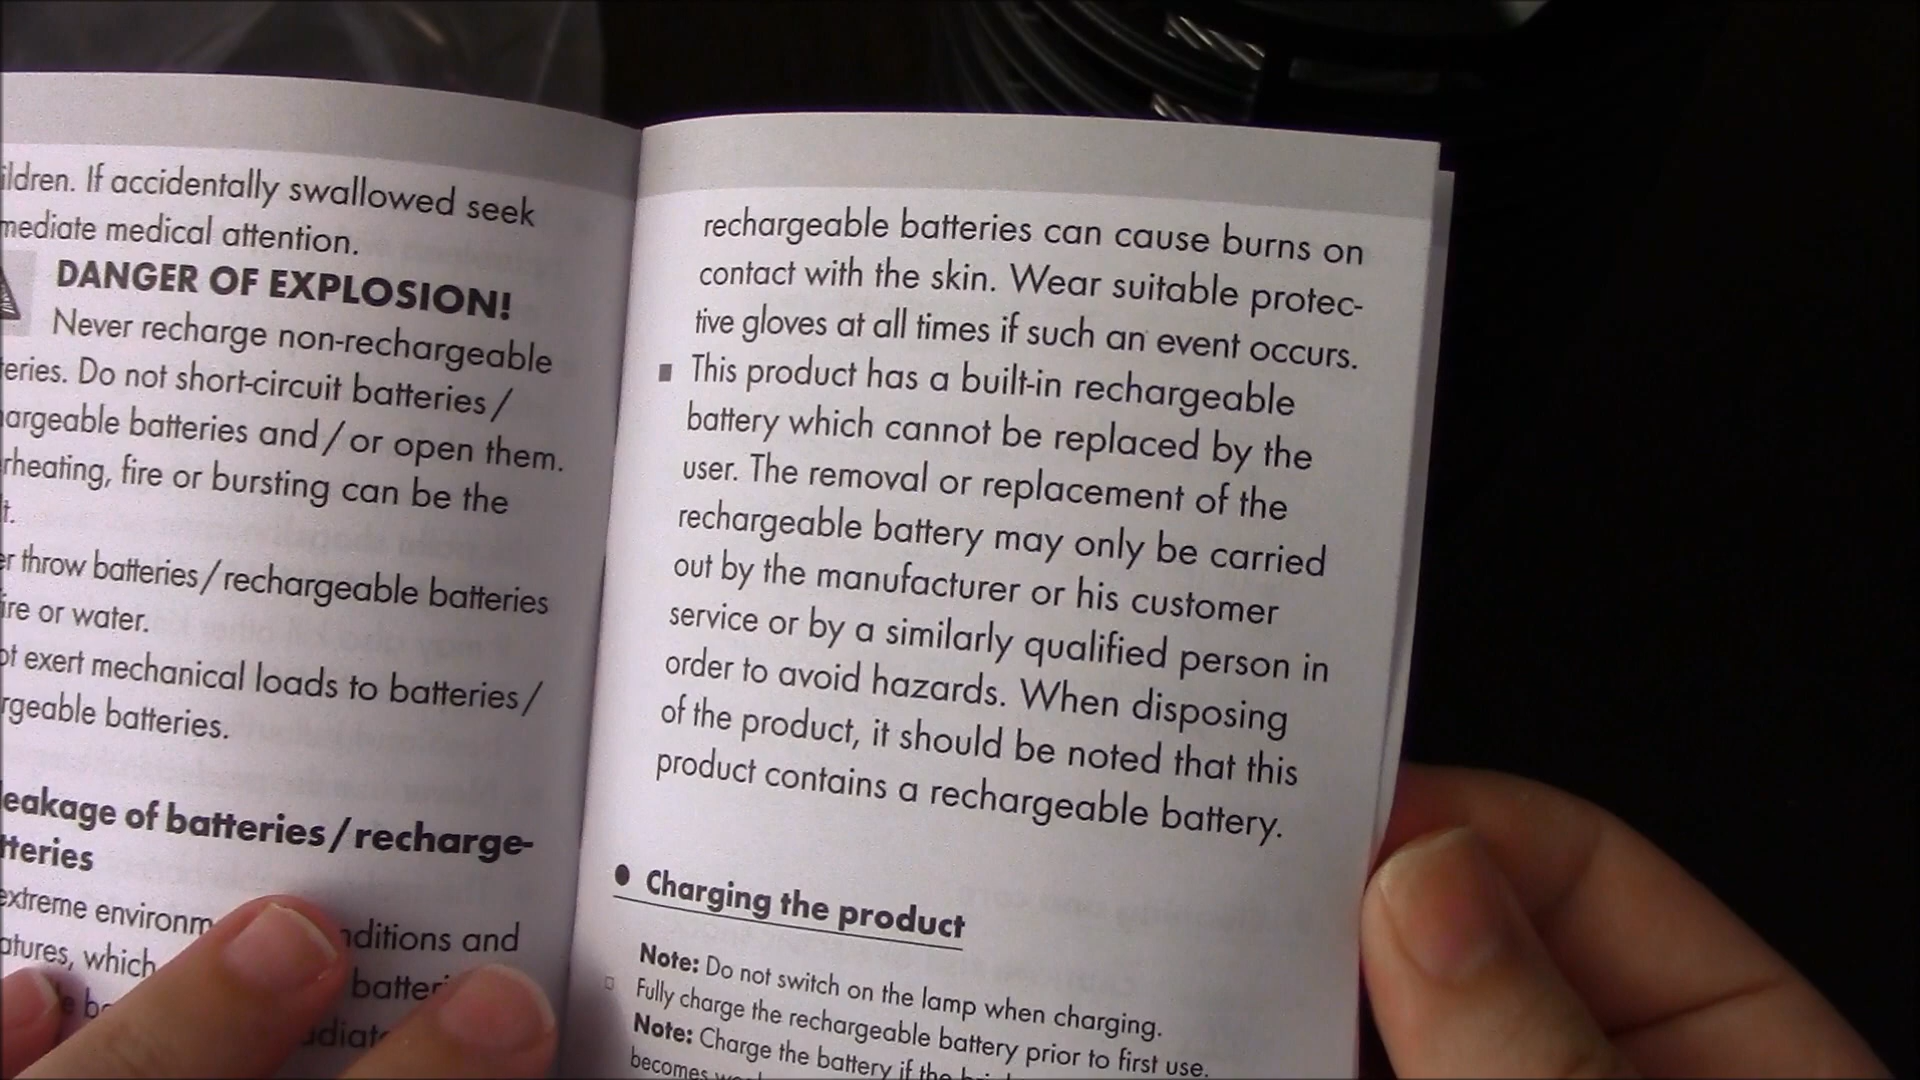 ildren. If accidentally swallowed seek
mediate medical attention.
DANGER OF EXPLOSION!
Never recharge non-rechargeable
teries. Do not short-circuit batteries /
hargeable batteries and / or open them.
rheating, fire or bursting can be the
t.
er throw batteries / rechargeable batteries
ire or water.
ot exert mechanical loads to batteries /
rgeable batteries.
leakage of batteries / recharge-
tteries
extreme environm nditions and
atures, which batteri
rechargeable batteries can cause burns on
contact with the skin. Wear suitable protec-
tive gloves at all times if such an event occurs.
■ This product has a built-in rechargeable
battery which cannot be replaced by the
user. The removal or replacement of the
rechargeable battery may only be carried
out by the manufacturer or his customer
service or by a similarly qualified person in
order to avoid hazards. When disposing
of the product, it should be noted that this
product contains a rechargeable battery.
● Charging the product
Note: Do not switch on the lamp when charging.
□ Fully charge the rechargeable battery prior to first use.
Note: Charge the battery if the
becomes